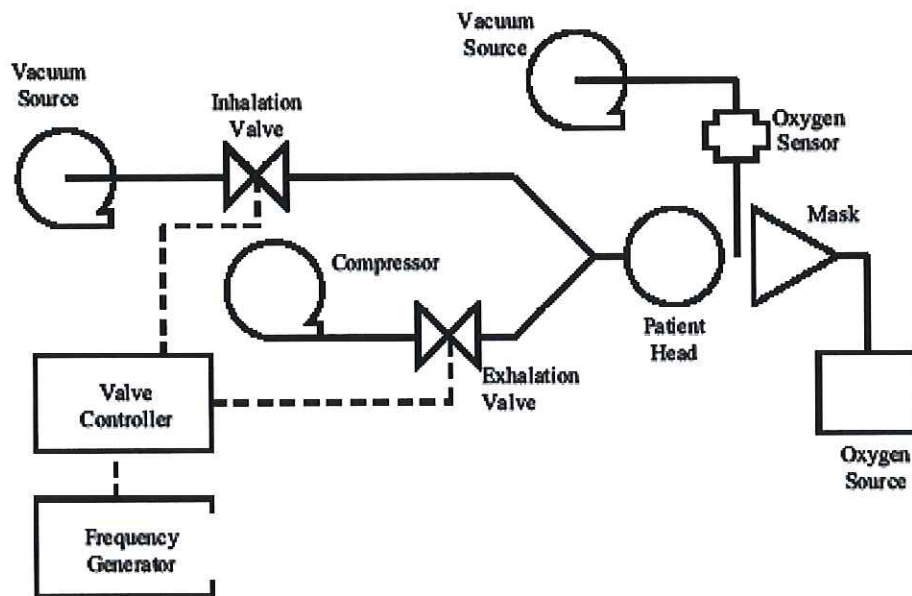 Vacuum
Source
Vacuum
Source
Inhalation
Valve
Oxygen
Sensor
Mask
Compressor
Patient
Head
Exhalation
Valve
Valve
Controller
Oxygen
Source
Frequency
Generator